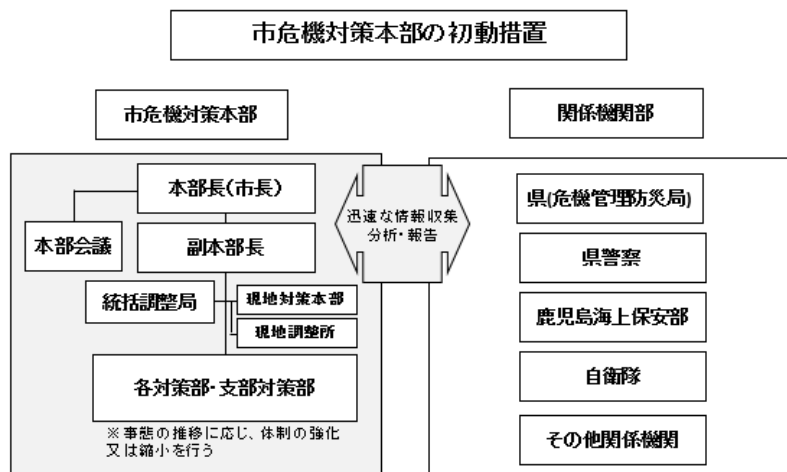 市危機対策本部の初動措置
市危機対策本部
関係機関部
本部長(市長)
本部会議
副本部長
統括調整局
現地対策本部
現地調整所
各対策部・支部対策部
※事態の推移に応じ、体制の強化
又は縮小を行う
迅速な情報収集
分析・報告
県(危機管理防災局)
県警察
鹿児島海上保安部
自衛隊
その他関係機関